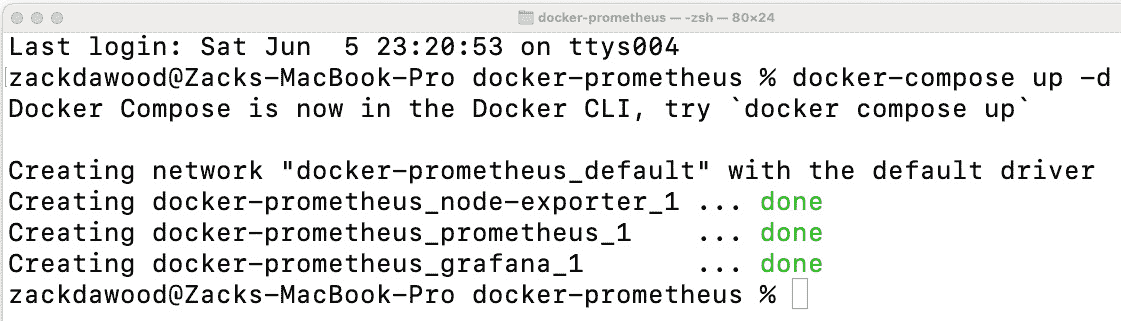 docker-prometheus — -zsh — 80×24
Last login: Sat Jun  5 23:20:53 on ttys004
zackdawood@Zacks-MacBook-Pro docker-prometheus % docker-compose up -d
Docker Compose is now in the Docker CLI, try `docker compose up`
Creating network "docker-prometheus_default" with the default driver
Creating docker-prometheus_node-exporter_1 ... done
Creating docker-prometheus_prometheus_1    ... done
Creating docker-prometheus_grafana_1       ... done
zackdawood@Zacks-MacBook-Pro docker-prometheus %